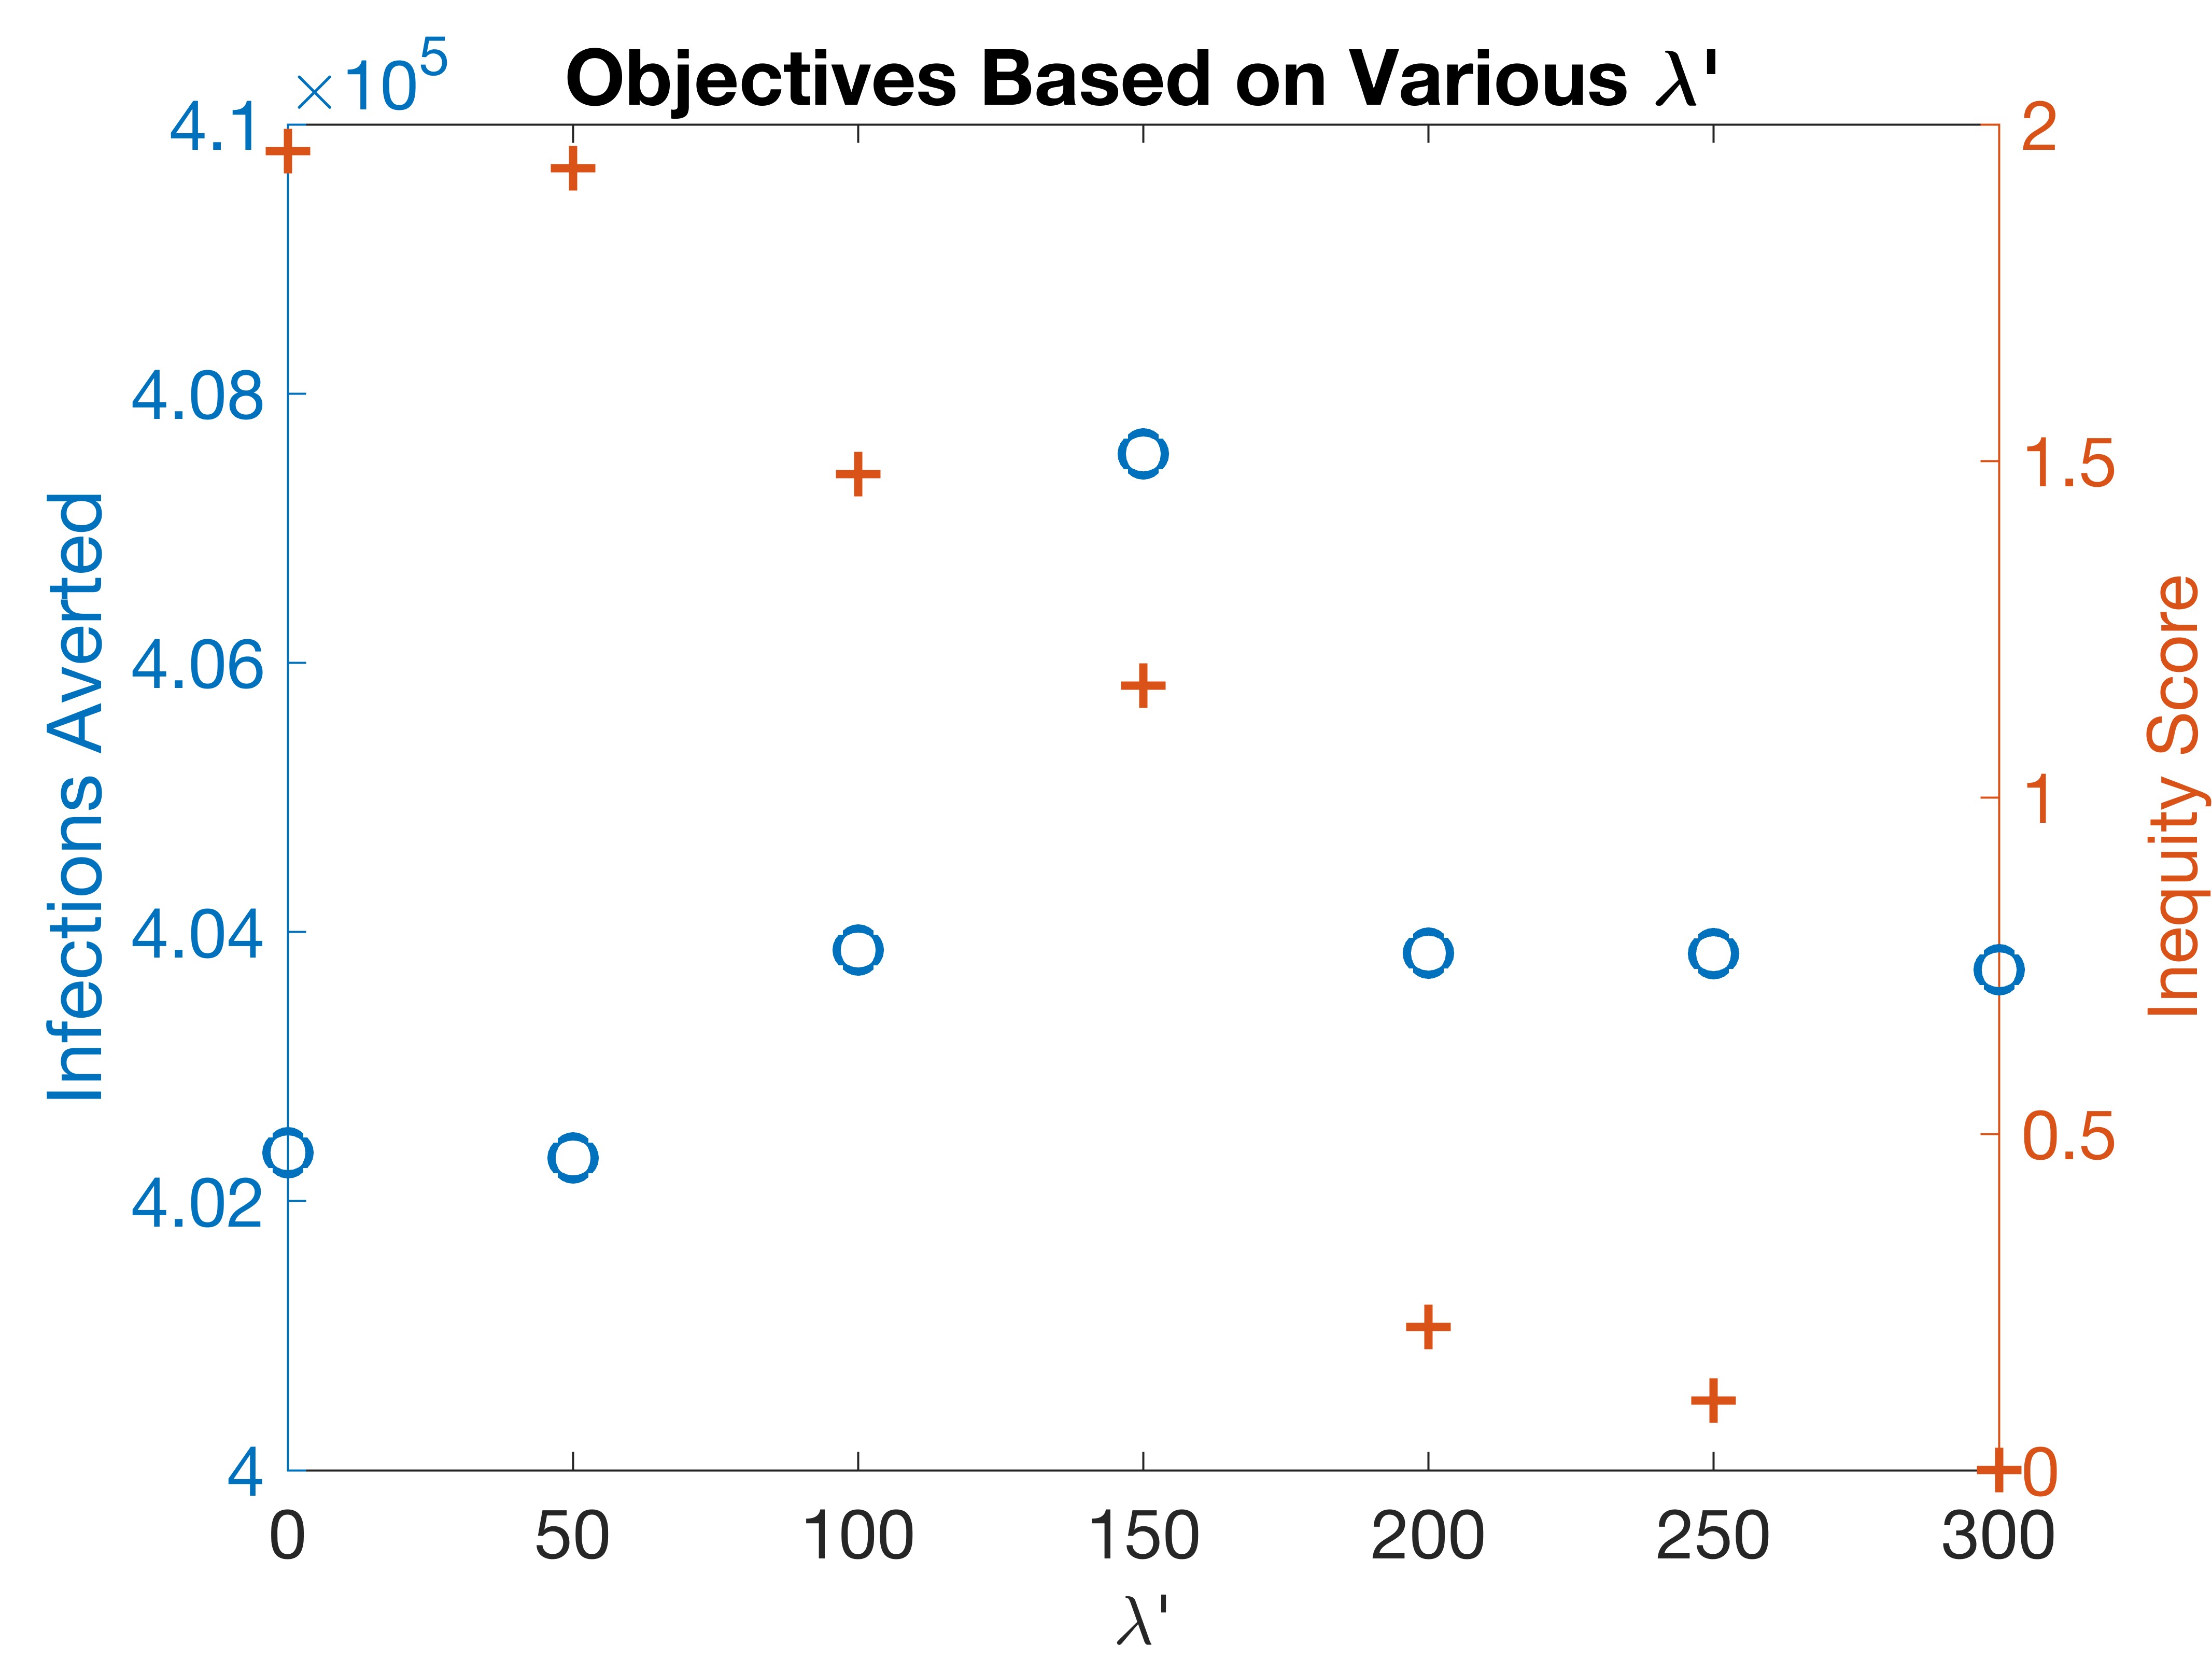 Objectives Based on Various λ'
×10^5
4.1
4.08
4.06
4.04
4.02
4
Infections Averted
2
1.5
1
0.5
0
Inequity Score
0 50 100 150 200 250 300
λ'